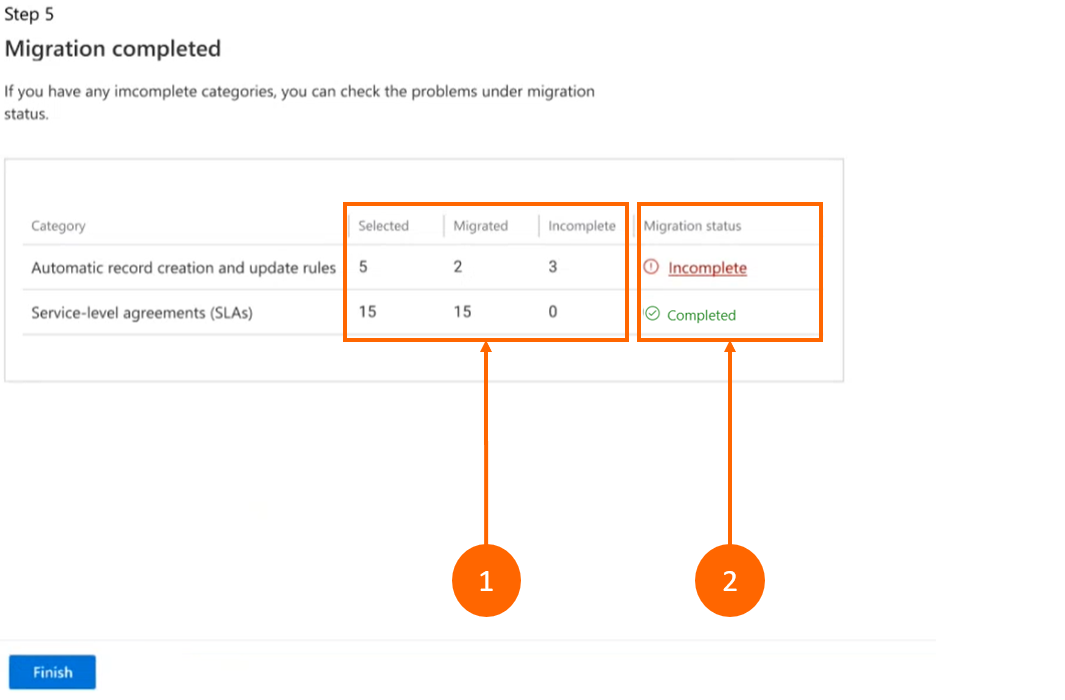 Step 5
Migration completed
If you have any imcomplete categories, you can check the problems under migration
status.
Category Selected Migrated Incomplete Migration status
Automatic record creation and update rules 5 2 3 Incomplete
Service-level agreements (SLAs) 15 15 0 Completed
1 2
Finish